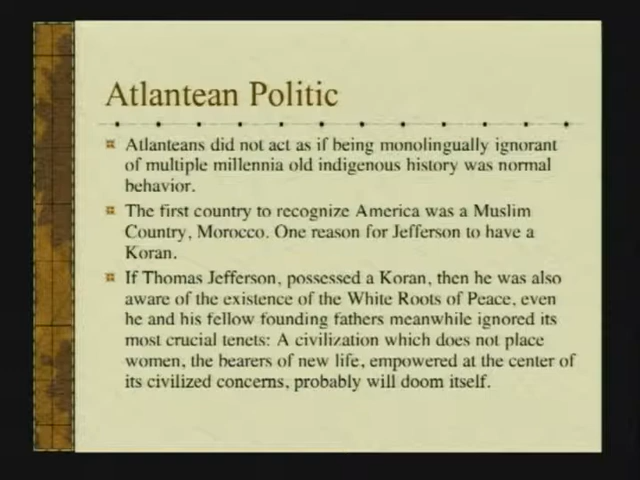 Atlantean Politic
Atlanteans did not act as if being monolingually ignorant
of multiple millennia old indigenous history was normal
behavior.
The first country to recognize America was a Muslim
Country, Morocco. One reason for Jefferson to have a
Koran.
If Thomas Jefferson, possessed a Koran, then he was also
aware of the existence of the White Roots of Peace, even
he and his fellow founding fathers meanwhile ignored its
most crucial tenets: A civilization which does not place
women, the bearers of new life, empowered at the center of
its civilized concerns, probably will doom itself.